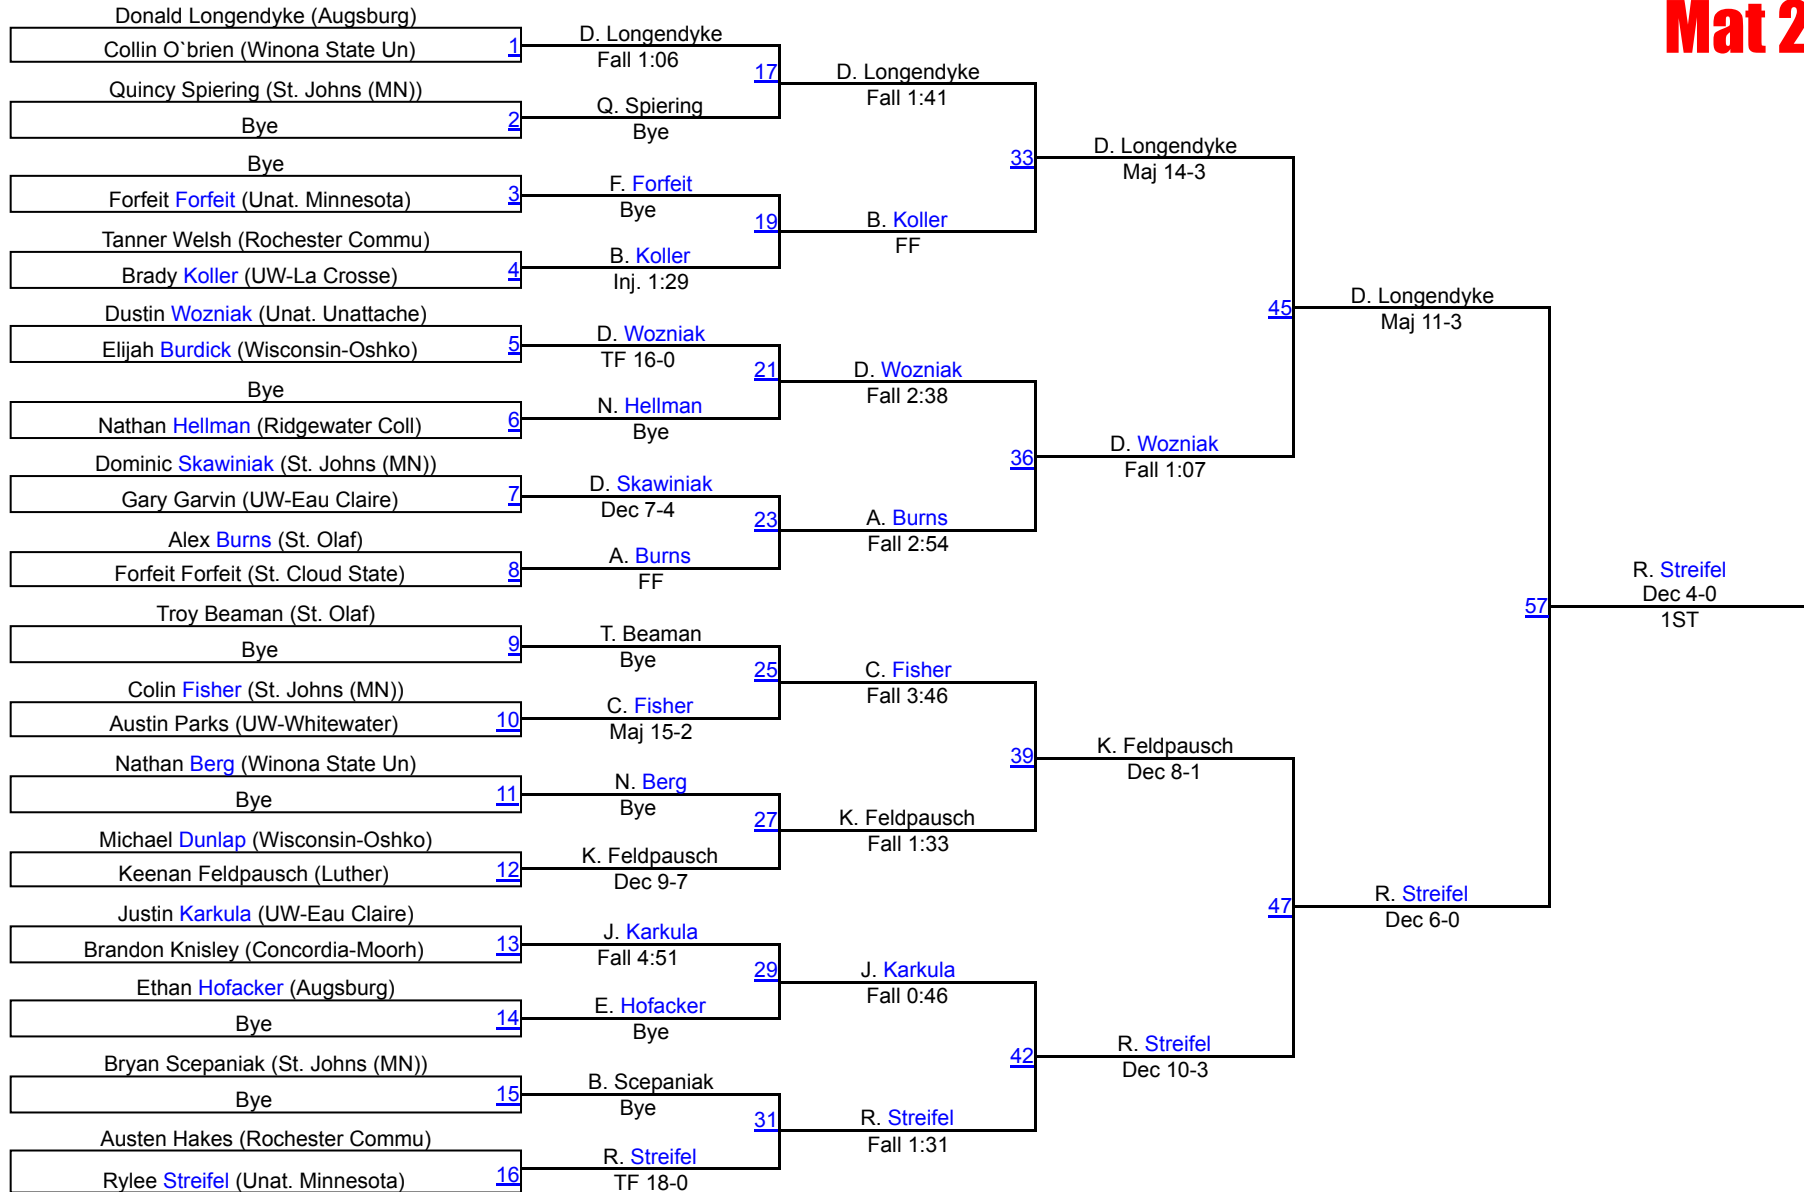 Mat 2
Donald Longendyke (Augsburg)
Collin O`brien (Winona State Un)
1
Quincy Spiering (St. Johns (MN))
Bye
2
Bye
Forfeit Forfeit (Unat. Minnesota)
3
Tanner Welsh (Rochester Commu)
Brady Koller (UW-La Crosse)
4
Dustin Wozniak (Unat. Unattache)
Elijah Burdick (Wisconsin-Oshko)
5
Bye
Nathan Hellman (Ridgewater Coll)
6
Dominic Skawiniak (St. Johns (MN))
Gary Garvin (UW-Eau Claire)
7
Alex Burns (St. Olaf)
Forfeit Forfeit (St. Cloud State)
8
Troy Beaman (St. Olaf)
Bye
9
Colin Fisher (St. Johns (MN))
Austin Parks (UW-Whitewater)
10
Nathan Berg (Winona State Un)
Bye
11
Michael Dunlap (Wisconsin-Oshko)
Keenan Feldpausch (Luther)
12
Justin Karkula (UW-Eau Claire)
Brandon Knisley (Concordia-Moorh)
13
Ethan Hofacker (Augsburg)
Bye
14
Bryan Scepaniak (St. Johns (MN))
Bye
15
Austen Hakes (Rochester Commu)
Rylee Streifel (Unat. Minnesota)
16
D. Longendyke
Fall 1:06
17
Q. Spiering
Bye
F. Forfeit
Bye
19
B. Koller
Inj. 1:29
D. Wozniak
TF 16-0
21
N. Hellman
Bye
D. Skawiniak
Dec 7-4
23
A. Burns
FF
T. Beaman
Bye
25
C. Fisher
Maj 15-2
N. Berg
Bye
27
K. Feldpausch
Dec 9-7
J. Karkula
Fall 4:51
29
E. Hofacker
Bye
B. Scepaniak
Bye
31
R. Streifel
TF 18-0
D. Longendyke
Fall 1:41
33
B. Koller
FF
D. Wozniak
Fall 2:38
36
A. Burns
Fall 2:54
C. Fisher
Fall 3:46
39
K. Feldpausch
Fall 1:33
J. Karkula
Fall 0:46
42
R. Streifel
Fall 1:31
D. Longendyke
Maj 14-3
45
D. Wozniak
Fall 1:07
K. Feldpausch
Dec 8-1
47
R. Streifel
Dec 10-3
D. Longendyke
Maj 11-3
57
R. Streifel
Dec 6-0
R. Streifel
Dec 4-0
1ST